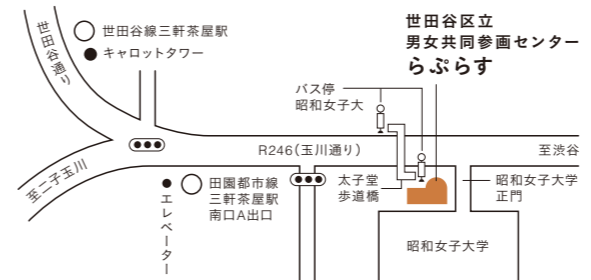 世田谷通り
世田谷線三軒茶屋駅
キャロットタワー
世田谷区立
男女共同参画センター
らぷらす
バス停
昭和女子大
R246(玉川通り)
至渋谷
至二子玉川
エレベーター
田園都市線
三軒茶屋駅
南口A出口
太子堂
歩道橋
昭和女子大学
正門
昭和女子大学